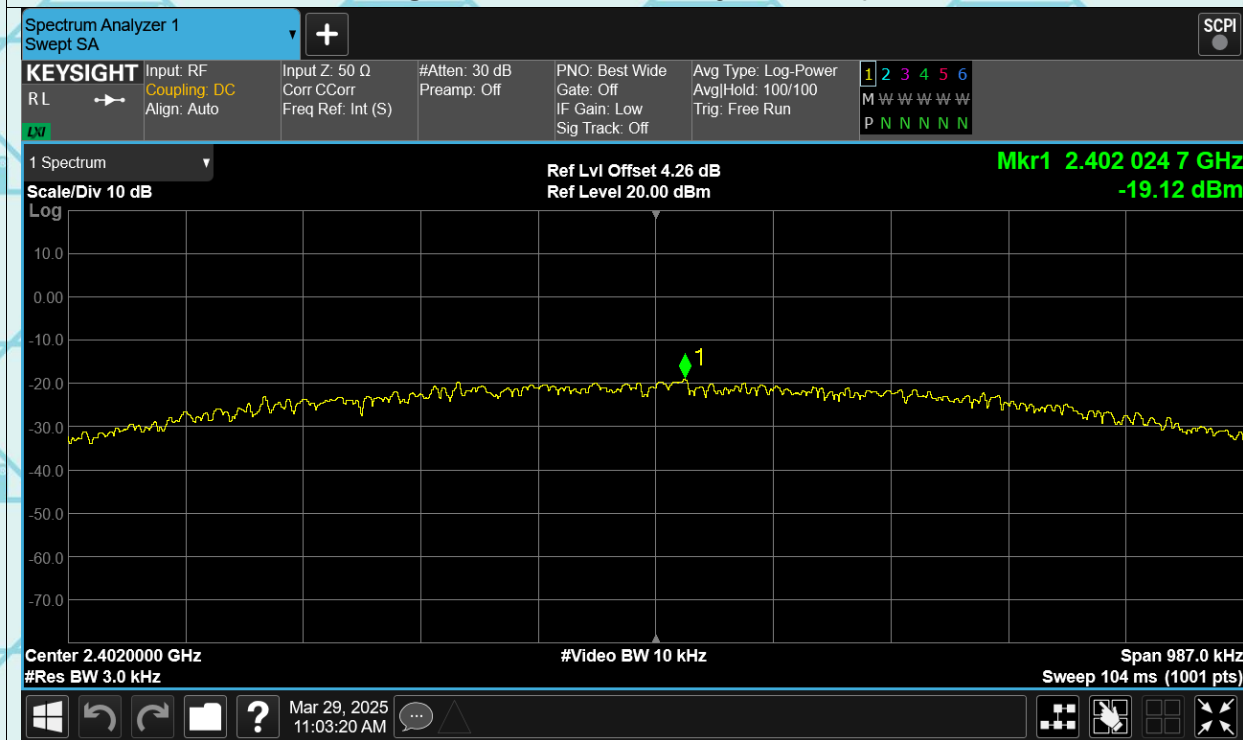 Spectrum Analyzer 1
Swept SA
▼
+
SCPI
KEYSIGHT
R L
LXI
Input: RF
Coupling: DC
Align: Auto
Input Z: 50 Ω
Corr CCorr
Freq Ref: Int (S)
#Atten: 30 dB
Preamp: Off
PNO: Best Wide
Gate: Off
IF Gain: Low
Sig Track: Off
Avg Type: Log-Power
Avg|Hold: 100/100
Trig: Free Run
1 2 3 4 5 6
M W W W W W
P N N N N N
1 Spectrum ▼
Scale/Div 10 dB
Ref Lvl Offset 4.26 dB
Ref Level 20.00 dBm
Mkr1 2.402 024 7 GHz
-19.12 dBm
Log
10.0
0.00
-10.0
1
-20.0
-30.0
-40.0
-50.0
-60.0
-70.0
Center 2.4020000 GHz
#Video BW 10 kHz
Span 987.0 kHz
#Res BW 3.0 kHz
Sweep 104 ms (1001 pts)
?
Mar 29, 2025
11:03:20 AM